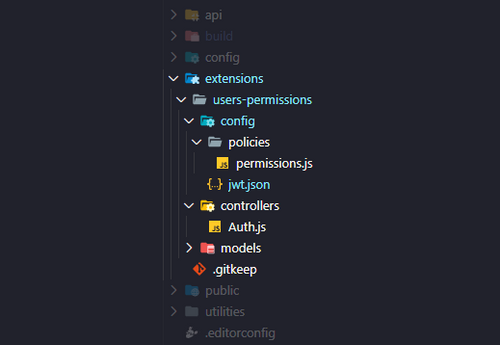 api
build
config
extensions
users-permissions
config
policies
JS permissions.js
{..} jwt.json
controllers
JS Auth.js
models
.gitkeep
public
utilities
.editorconfig